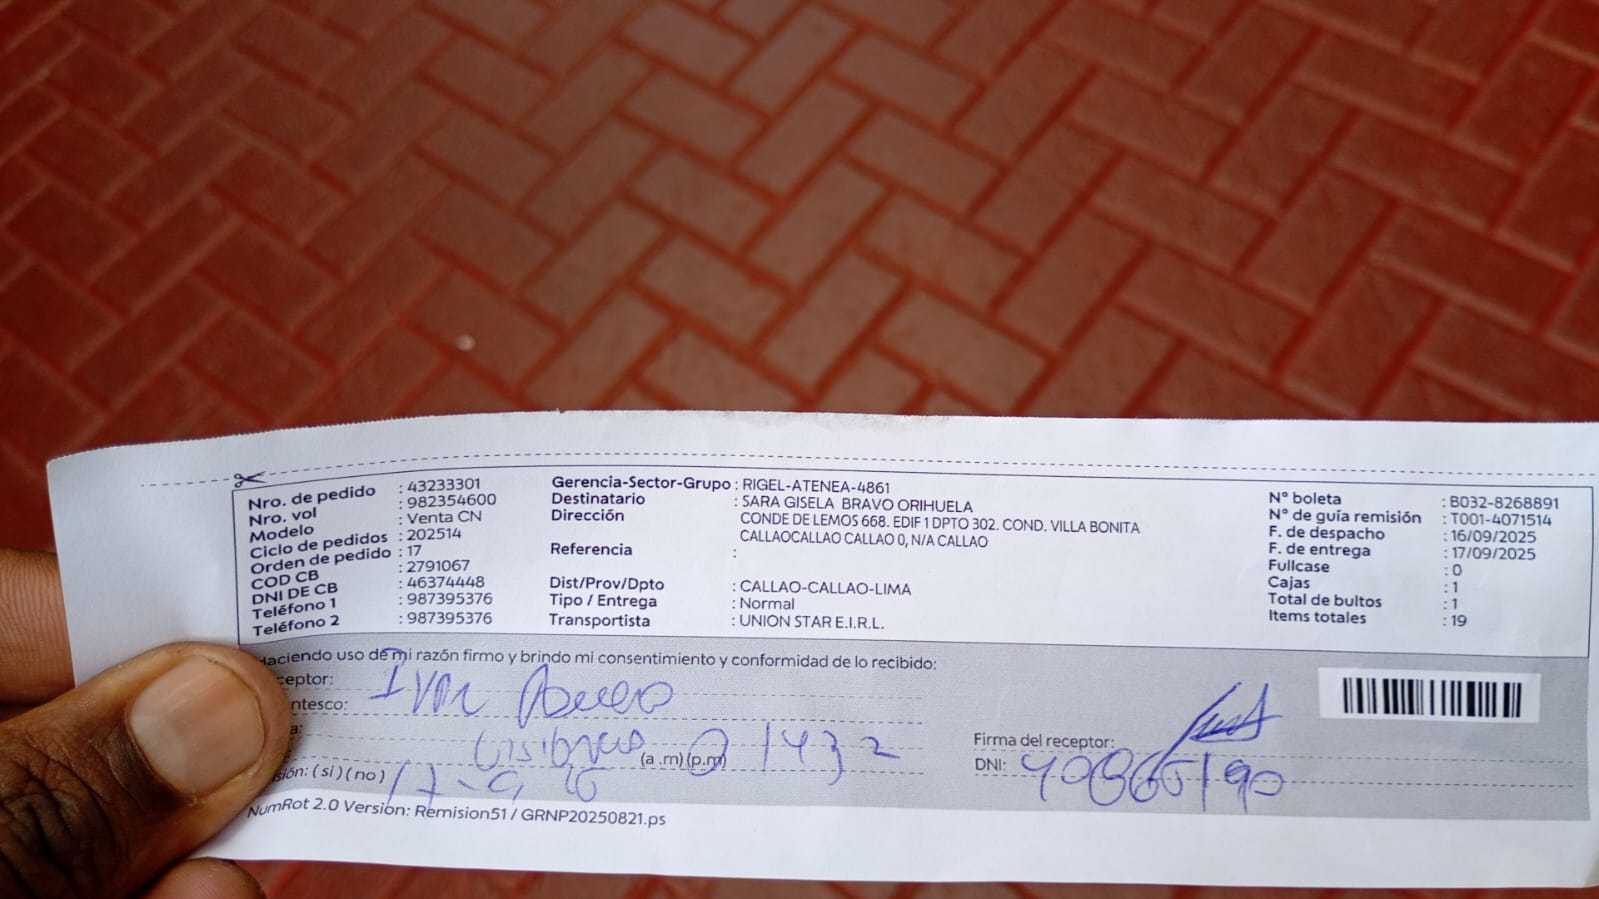 Nro. de pedido : 43233301
Nro. vol : 982354600
Modelo : Venta CN
Ciclo de pedidos : 202514
Orden de pedido : 17
COD CB : 2791067
DNI DE CB : 46374448
Teléfono 1 : 987395376
Teléfono 2 : 987395376
Gerencia-Sector-Grupo : RIGEL-ATENEA-4861
Destinatario : SARA GISELA BRAVO ORIHUELA
Dirección CONDE DE LEMOS 668. EDIF 1 DPTO 302. COND. VILLA BONITA
CALLAOCALLAO CALLAO 0, N/A CALLAO
Referencia :
Dist/Prov/Dpto : CALLAO-CALLAO-LIMA
Tipo / Entrega : Normal
Transportista : UNION STAR E.I.R.L.
N° boleta : B032-8268891
N° de guía remisión : T001-4071514
F. de despacho : 16/09/2025
F. de entrega : 17/09/2025
Fullcase : 0
Cajas : 1
Total de bultos : 1
Items totales : 19
Haciendo uso de mi razón firmo y brindo mi consentimiento y conformidad de lo recibido:
ceptor: Ivan
ntesco:
a: (a .m) (p.m) 1432
sión: ( si ) ( no )
Firma del receptor:
DNI:
NumRot 2.0 Version: Remision51 / GRNP20250821.ps